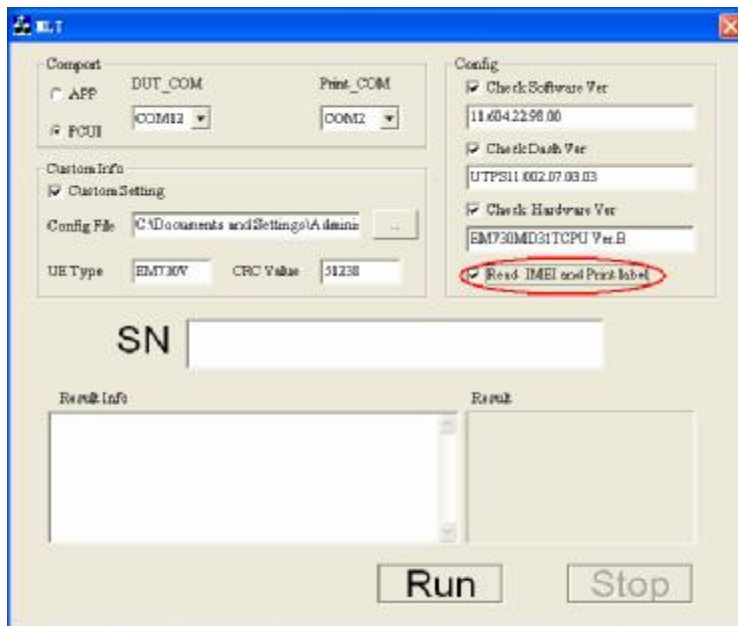 MLT
Comport
APP
PCUI
DUT_COM
COM12
Print_COM
COM2
Custom Info
Custom Setting
Config File
C:\Documents and Settings\Adminis
...
UE Type
EM730V
CRC Value
51238
Config
Check Software Ver
11.604.22.98.00
Check Dash Ver
UTPS11.002.07.03.03
Check Hardware Ver
EM730MD31TCPU Ver.B
Read IMEI and Print label
SN
Result Info
Result
Run
Stop